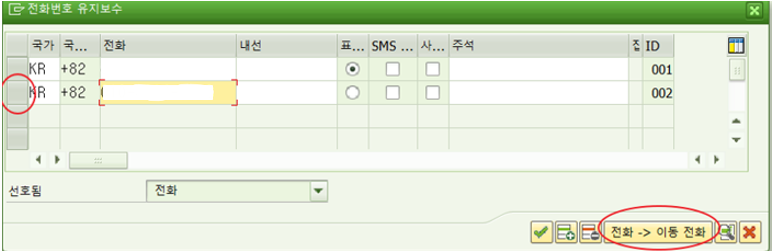 전화번호 유지보수
국가 국... 전화 내선 표... SMS ... 사... 주석 집 ID
KR +82 001
KR +82 002
선호됨 전화
전화 -> 이동 전화